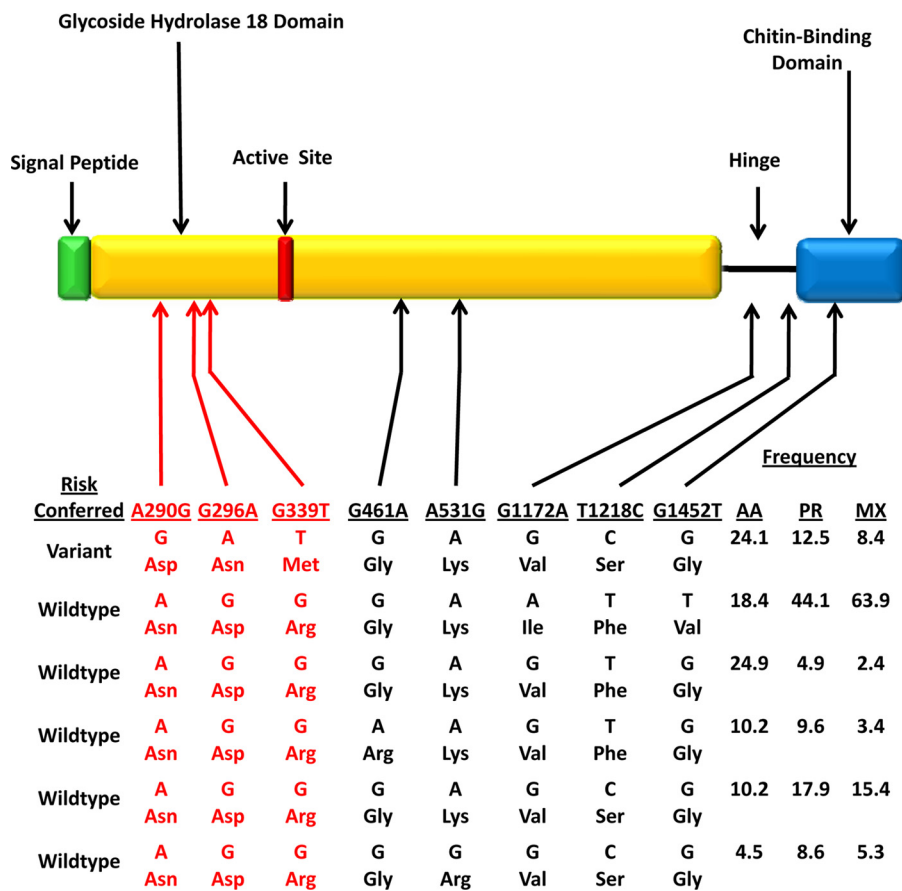 Glycoside Hydrolase 18 Domain
Chitin-Binding
Domain
Signal Peptide
Active Site
Hinge
Frequency
Risk
Conferred A290G G296A G339T G461A A531G G1172A T1218C G1452T AA PR MX
Variant G A T G A G C G 24.1 12.5 8.4
Asp Asn Met Gly Lys Val Ser Gly
Wildtype A G G G A A T T 18.4 44.1 63.9
Asn Asp Arg Gly Lys Ile Phe Val
Wildtype A G G G A G T G 24.9 4.9 2.4
Asn Asp Arg Gly Lys Val Phe Gly
Wildtype A G G A A G T G 10.2 9.6 3.4
Asn Asp Arg Arg Lys Val Phe Gly
Wildtype A G G G A G C G 10.2 17.9 15.4
Asn Asp Arg Gly Lys Val Ser Gly
Wildtype A G G G G G C G 4.5 8.6 5.3
Asn Asp Arg Gly Arg Val Ser Gly